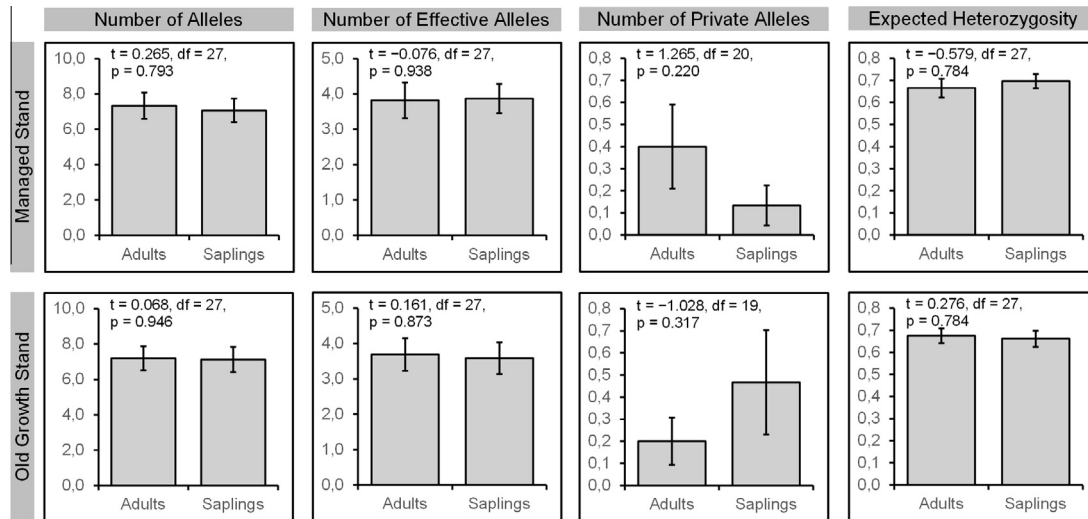 Number of Alleles
Number of Effective Alleles
Number of Private Alleles
Expected Heterozygosity
Managed Stand
t = 0.265, df = 27,
p = 0.793
10,0
8,0
6,0
4,0
2,0
0,0
Adults
Saplings
t = −0.076, df = 27,
p = 0.938
5,0
4,0
3,0
2,0
1,0
0,0
Adults
Saplings
t = 1.265, df = 20,
p = 0.220
0,8
0,7
0,6
0,5
0,4
0,3
0,2
0,1
0,0
Adults
Saplings
t = −0.579, df = 27,
p = 0.784
0,8
0,7
0,6
0,5
0,4
0,3
0,2
0,1
0,0
Adults
Saplings
Old Growth Stand
t = 0.068, df = 27,
p = 0.946
10,0
8,0
6,0
4,0
2,0
0,0
Adults
Saplings
t = 0.161, df = 27,
p = 0.873
5,0
4,0
3,0
2,0
1,0
0,0
Adults
Saplings
t = −1.028, df = 19,
p = 0.317
0,8
0,7
0,6
0,5
0,4
0,3
0,2
0,1
0,0
Adults
Saplings
t = 0.276, df = 27,
p = 0.784
0,8
0,7
0,6
0,5
0,4
0,3
0,2
0,1
0,0
Adults
Saplings